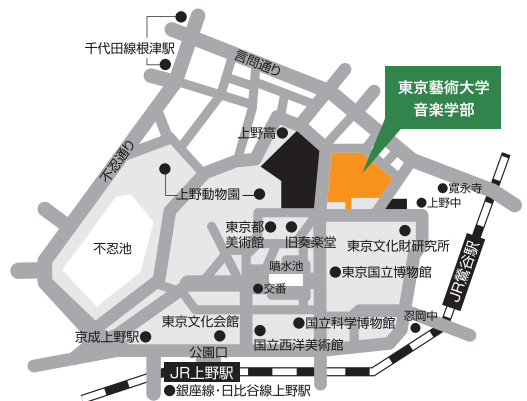 千代田線根津駅
言問通り
東京藝術大学
音楽学部
上野高
不忍通り
寛永寺
上野中
上野動物園
東京都
美術館
旧奏楽堂
東京文化財研究所
不忍池
噴水池
東京国立博物館
JR鶯谷駅
交番
東京文化会館
国立科学博物館
忍岡中
京成上野駅
国立西洋美術館
公園口
JR上野駅
銀座線・日比谷線上野駅